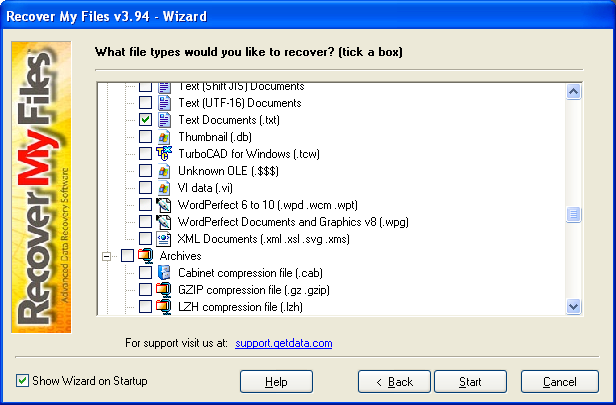 Recover My Files v3.94 - Wizard
What file types would you like to recover? (tick a box)
Recover My Files
Advanced Data Recovery Software
Text (Shift JIS) Documents
Text (UTF-16) Documents
Text Documents (.txt)
Thumbnail (.db)
TurboCAD for Windows (.tcw)
Unknown OLE (.$$$)
VI data (.vi)
WordPerfect 6 to 10 (.wpd .wcm .wpt)
WordPerfect Documents and Graphics v8 (.wpg)
XML Documents (.xml .xsl .svg .xms)
Archives
Cabinet compression file (.cab)
GZIP compression file (.gz .gzip)
LZH compression file (.lzh)
For support visit us at: support.getdata.com
Show Wizard on Startup
Help
< Back
Start
Cancel